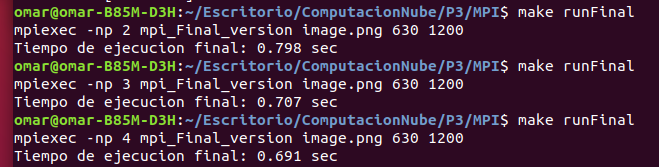 omar@omar-B85M-D3H:~/Escritorio/ComputacionNube/P3/MPI$ make runFinal
mpiexec -np 2 mpi_Final_version image.png 630 1200
Tiempo de ejecucion final: 0.798 sec
omar@omar-B85M-D3H:~/Escritorio/ComputacionNube/P3/MPI$ make runFinal
mpiexec -np 3 mpi_Final_version image.png 630 1200
Tiempo de ejecucion final: 0.707 sec
omar@omar-B85M-D3H:~/Escritorio/ComputacionNube/P3/MPI$ make runFinal
mpiexec -np 4 mpi_Final_version image.png 630 1200
Tiempo de ejecucion final: 0.691 sec